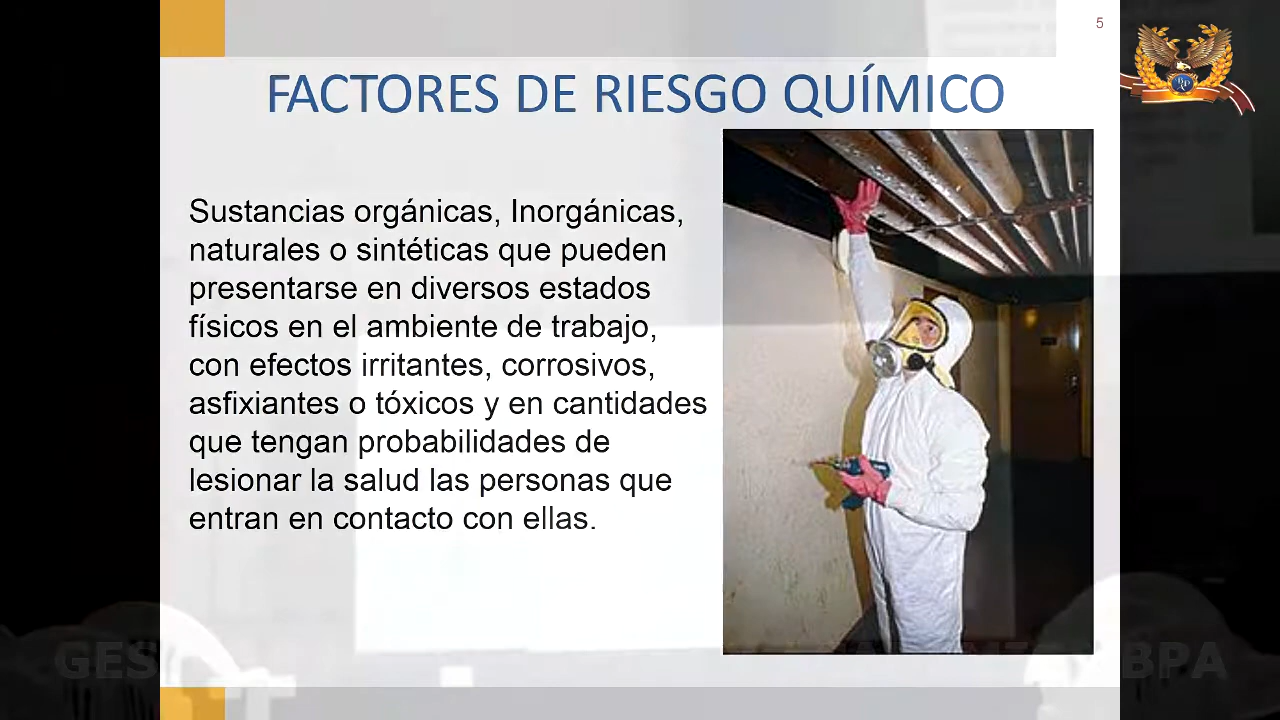 5
FACTORES DE RIESGO QUÍMICO
Sustancias orgánicas, Inorgánicas,
naturales o sintéticas que pueden
presentarse en diversos estados
físicos en el ambiente de trabajo,
con efectos irritantes, corrosivos,
asfixiantes o tóxicos y en cantidades
que tengan probabilidades de
lesionar la salud las personas que
entran en contacto con ellas.
BPA